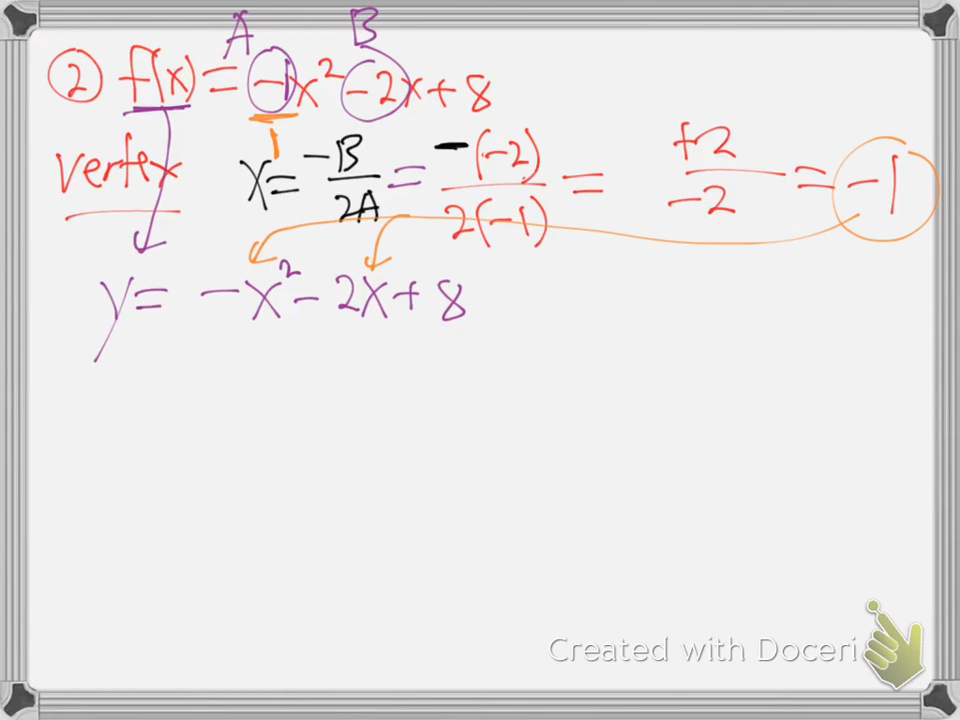 A B
② f(x) = -1x² - 2x + 8
vertex x = -B/2A = -(-2)/2(-1) = +2/-2 = -1
y = -x² - 2x + 8
Created with Doceri